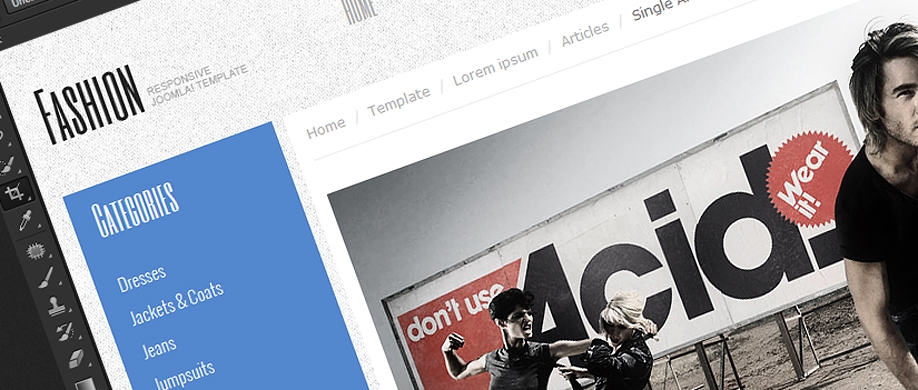 HOME
FASHION
RESPONSIVE
JOOMLA! TEMPLATE
Home / Template / Lorem ipsum / Articles / Single
CATEGORIES
Dresses
Jackets & Coats
Jeans
Jumpsuits
don't use
Acid.
Wear
it!